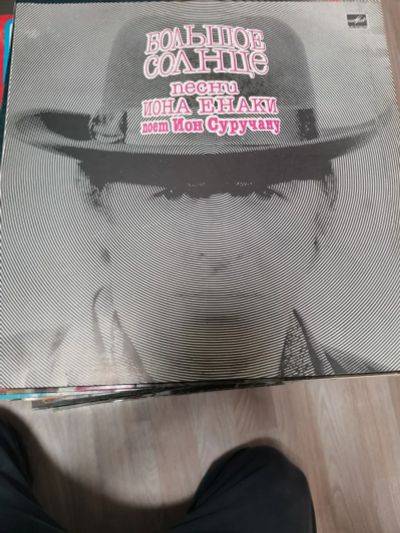 БОЛЬШОЕ
СОЛНЦЕ
песни
ИОНА ЕНАКИ
поет Ион Суручану